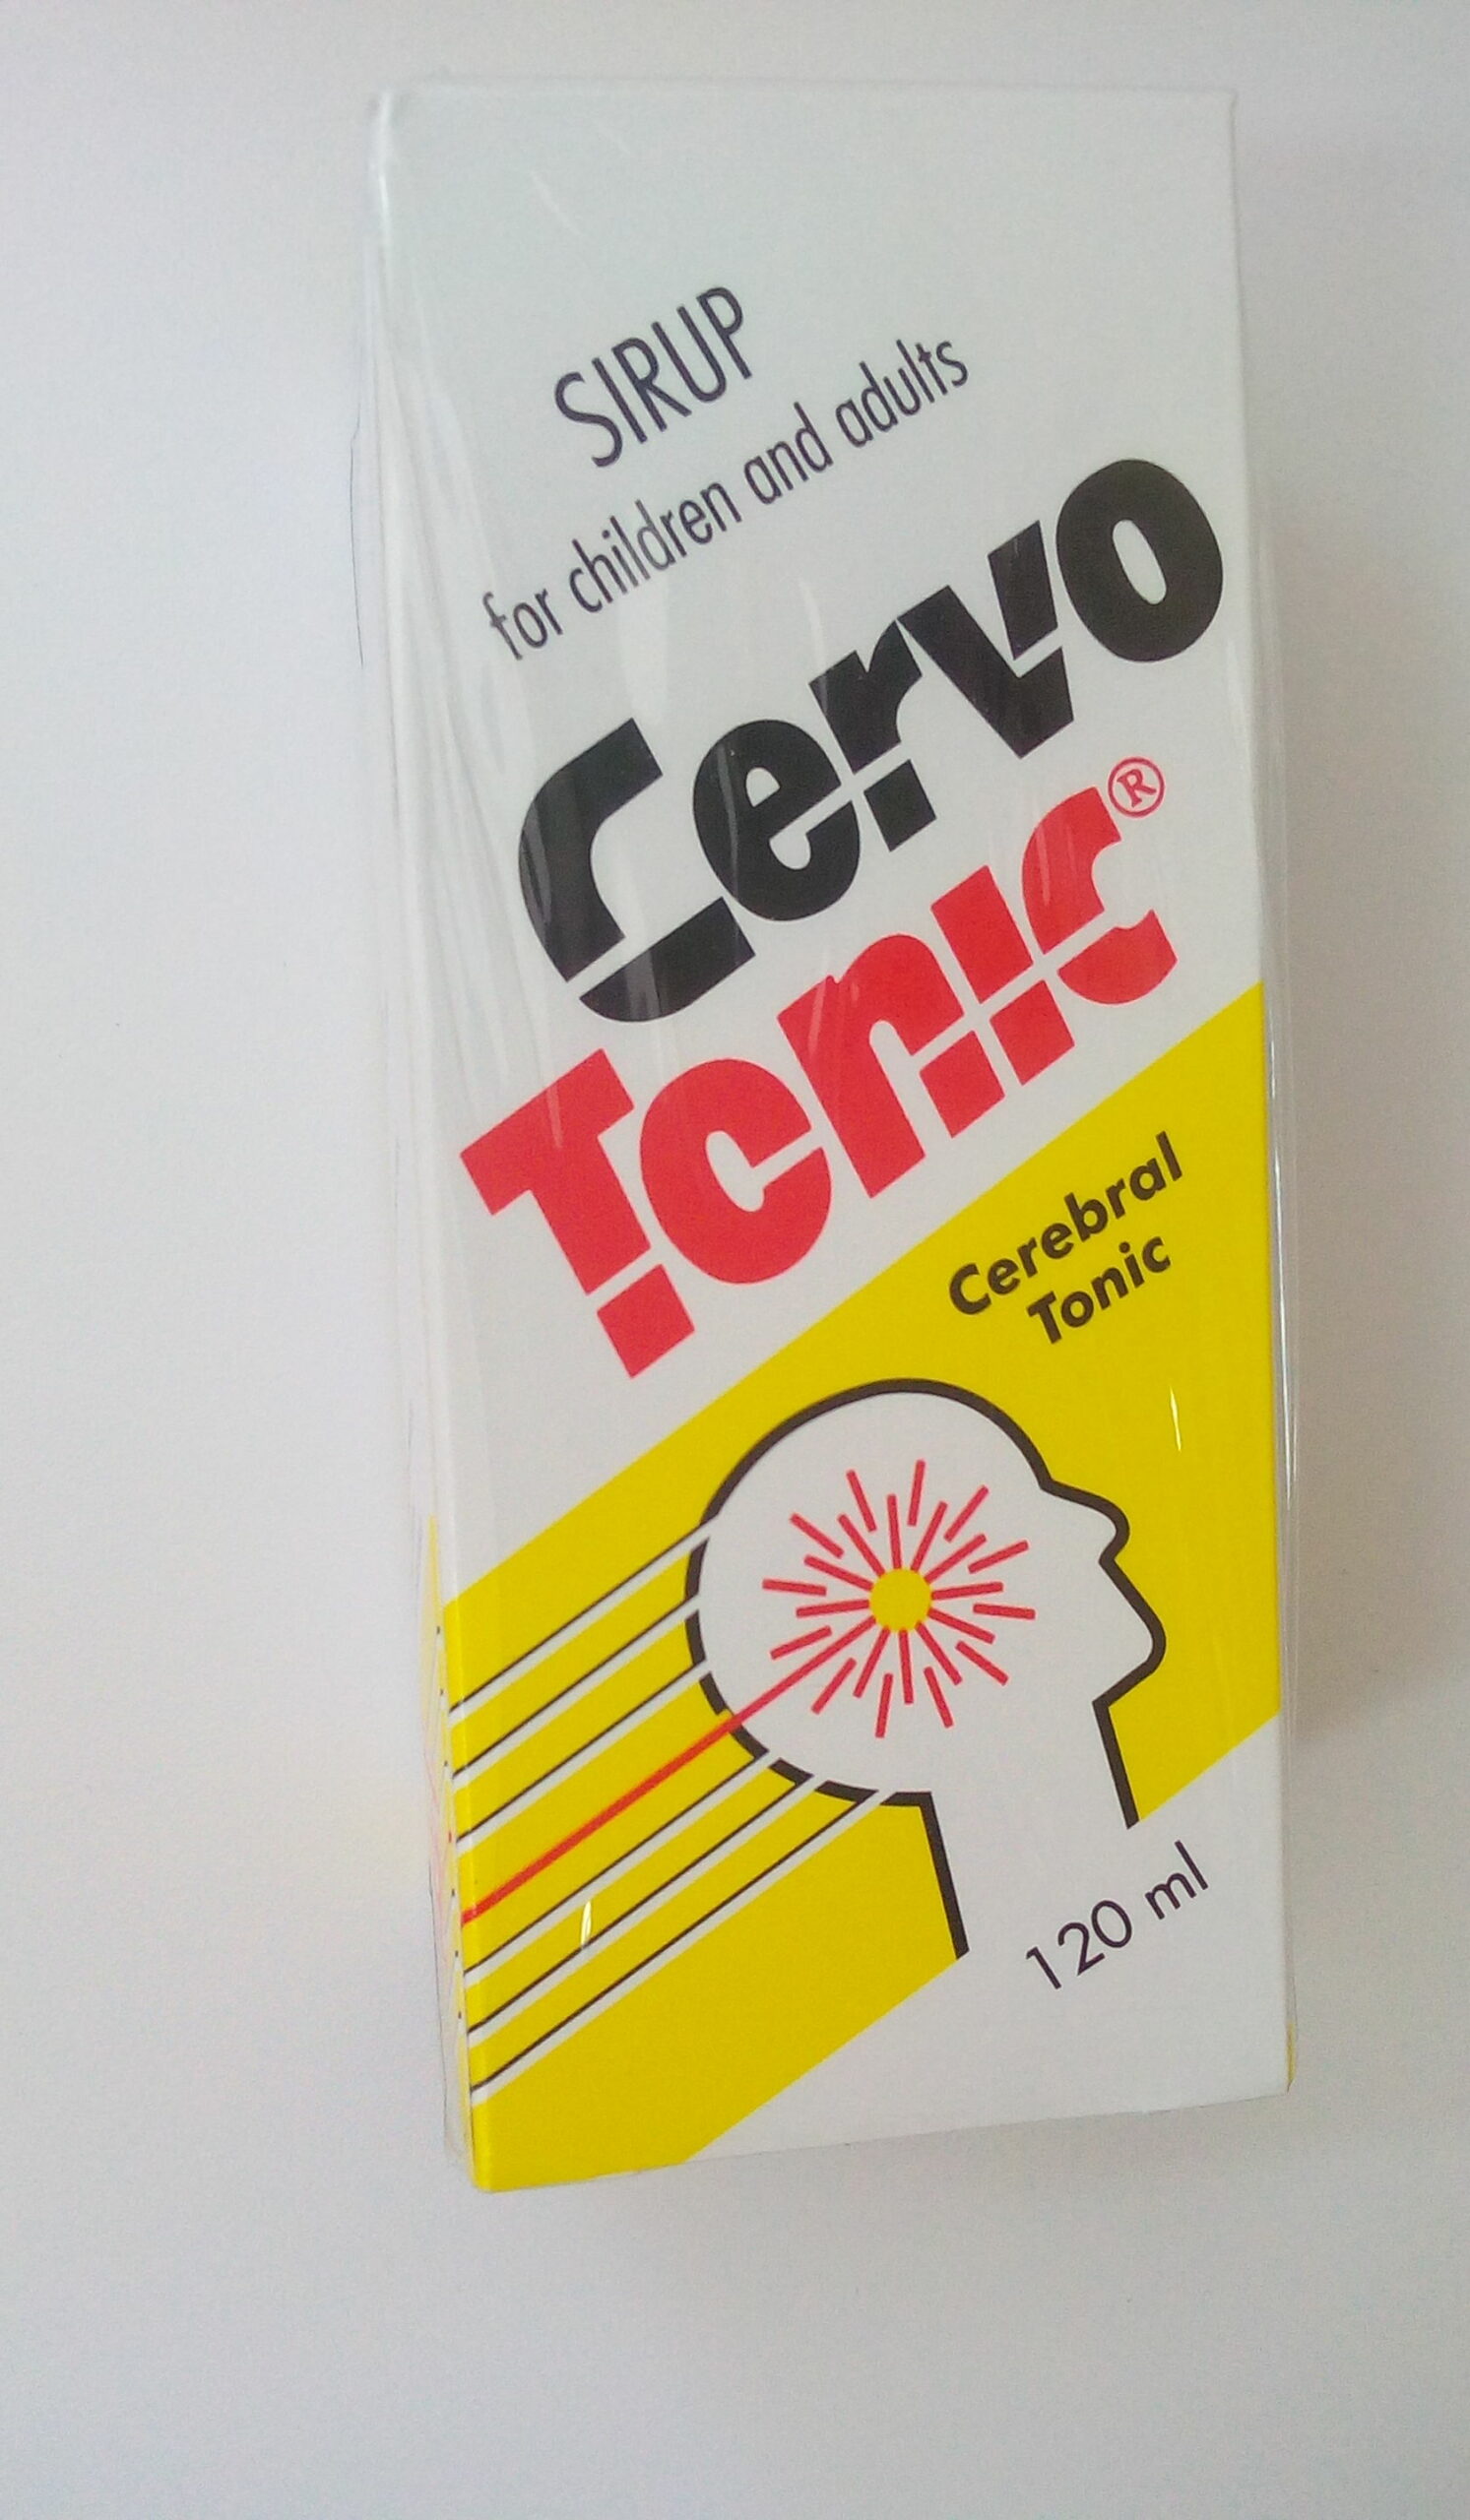 SIRUP
for children and adults
Cervo
Tonic®
Cerebral
Tonic
120 ml